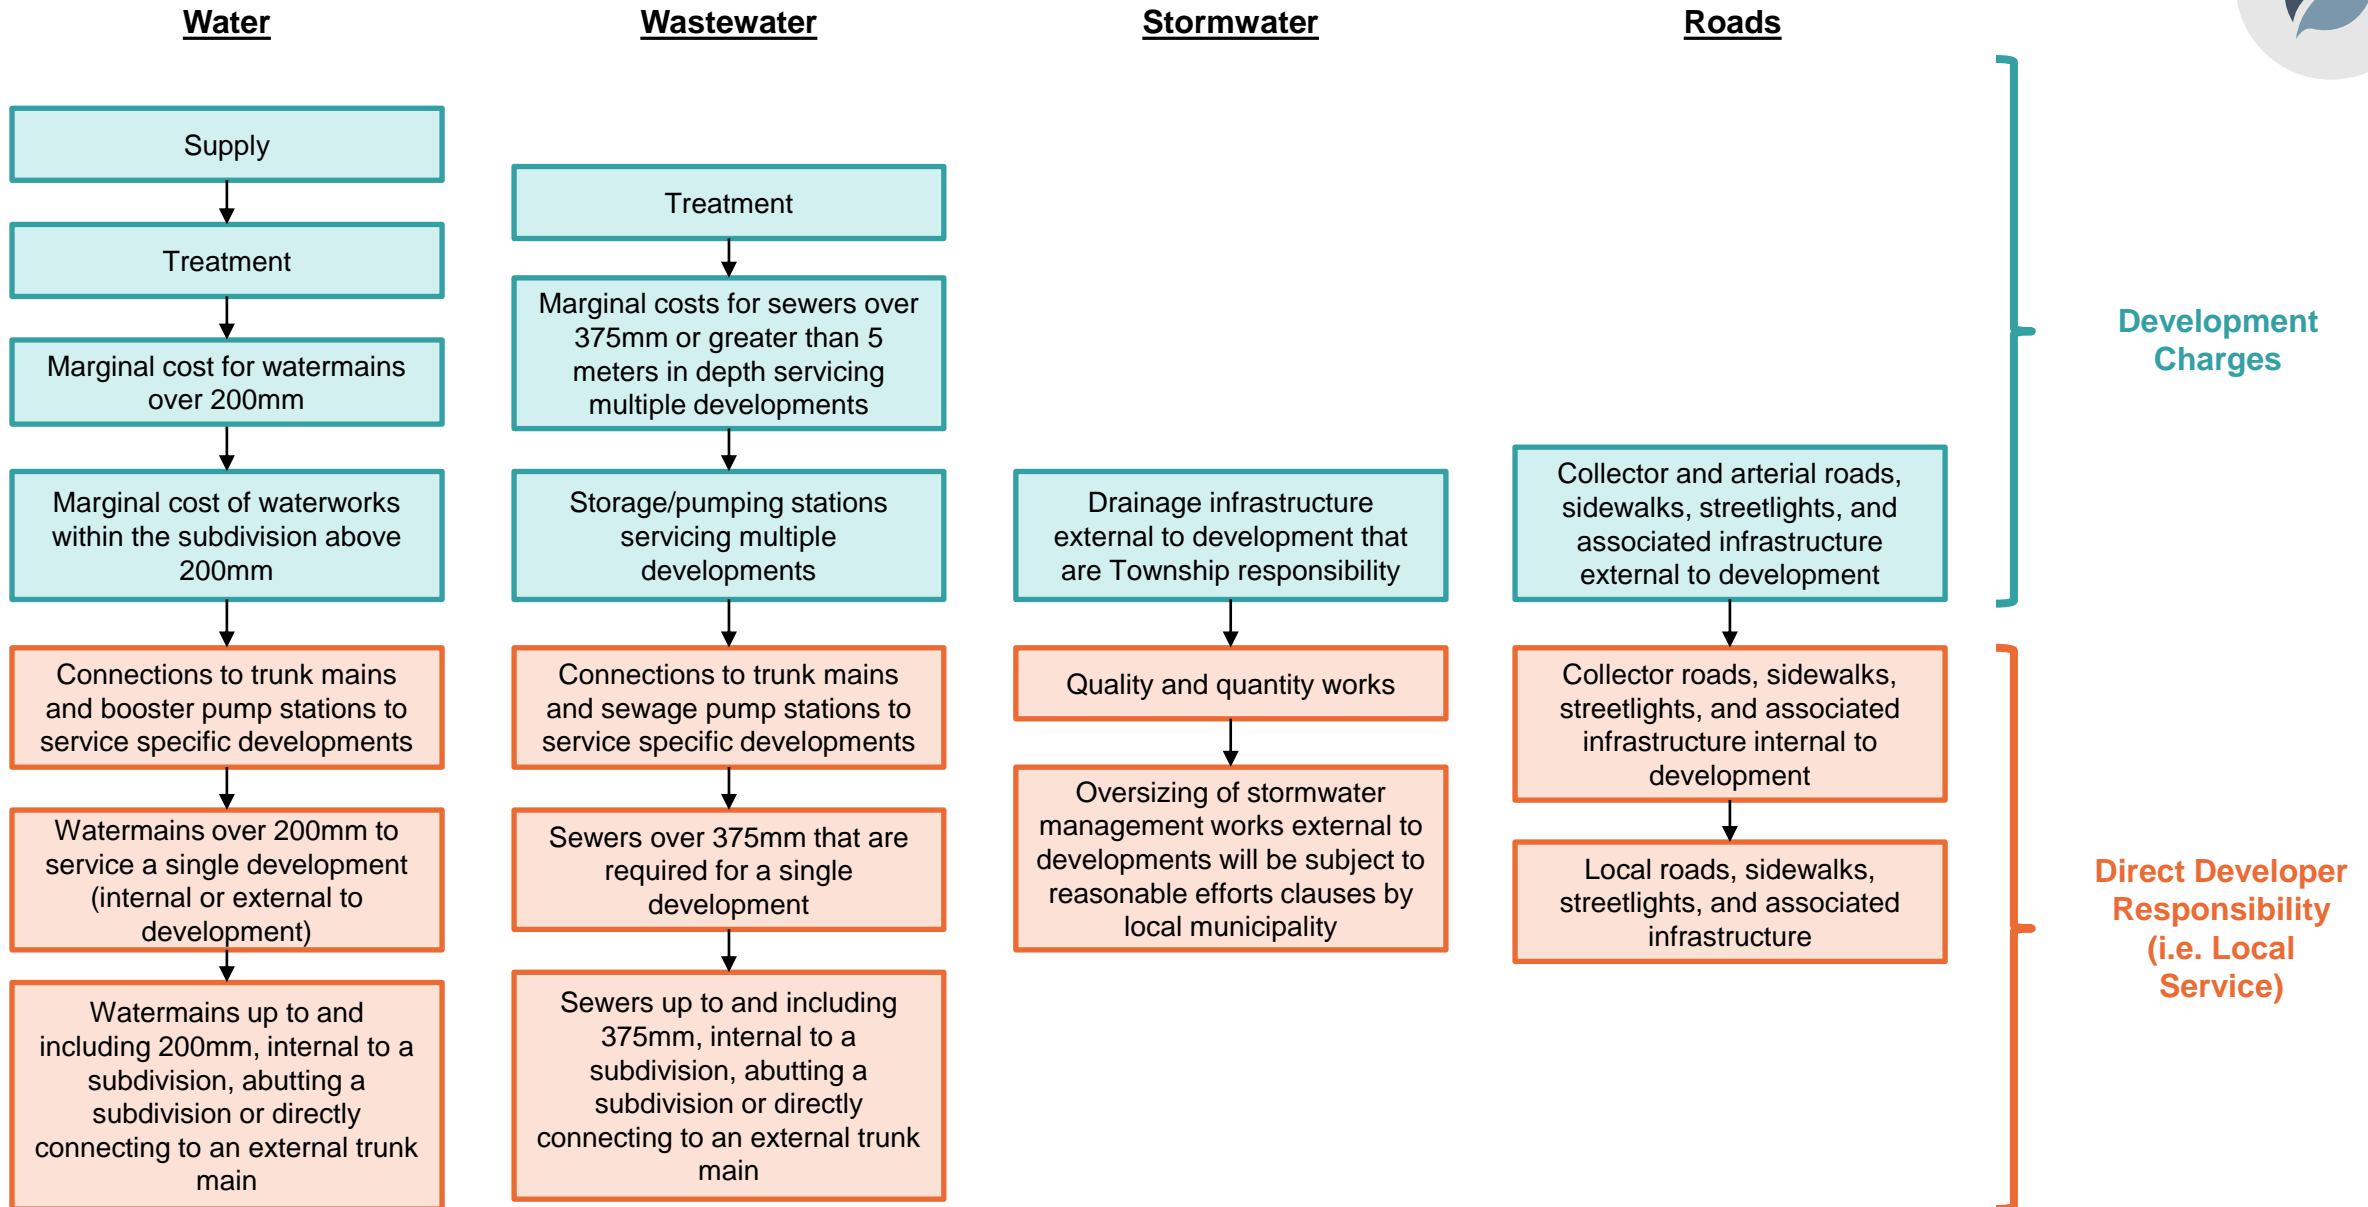 Water
Wastewater
Stormwater
Roads
Supply
Treatment
Marginal cost for watermains
over 200mm
Marginal cost of waterworks
within the subdivision above
200mm
Connections to trunk mains
and booster pump stations to
service specific developments
Watermains over 200mm to
service a single development
(internal or external to
development)
Watermains up to and
including 200mm, internal to a
subdivision, abutting a
subdivision or directly
connecting to an external trunk
main
Treatment
Marginal costs for sewers over
375mm or greater than 5
meters in depth servicing
multiple developments
Storage/pumping stations
servicing multiple
developments
Connections to trunk mains
and sewage pump stations to
service specific developments
Sewers over 375mm that are
required for a single
development
Sewers up to and including
375mm, internal to a
subdivision, abutting a
subdivision or directly
connecting to an external trunk
main
Drainage infrastructure
external to development that
are Township responsibility
Quality and quantity works
Oversizing of stormwater
management works external to
developments will be subject to
reasonable efforts clauses by
local municipality
Collector and arterial roads,
sidewalks, streetlights, and
associated infrastructure
external to development
Collector roads, sidewalks,
streetlights, and associated
infrastructure internal to
development
Local roads, sidewalks,
streetlights, and associated
infrastructure
Development
Charges
Direct Developer
Responsibility
(i.e. Local
Service)